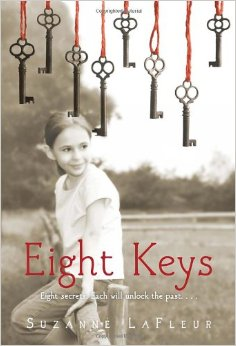 Eight Keys
Eight secrets. Each will unlock the past. . . .
Suzanne LaFleur